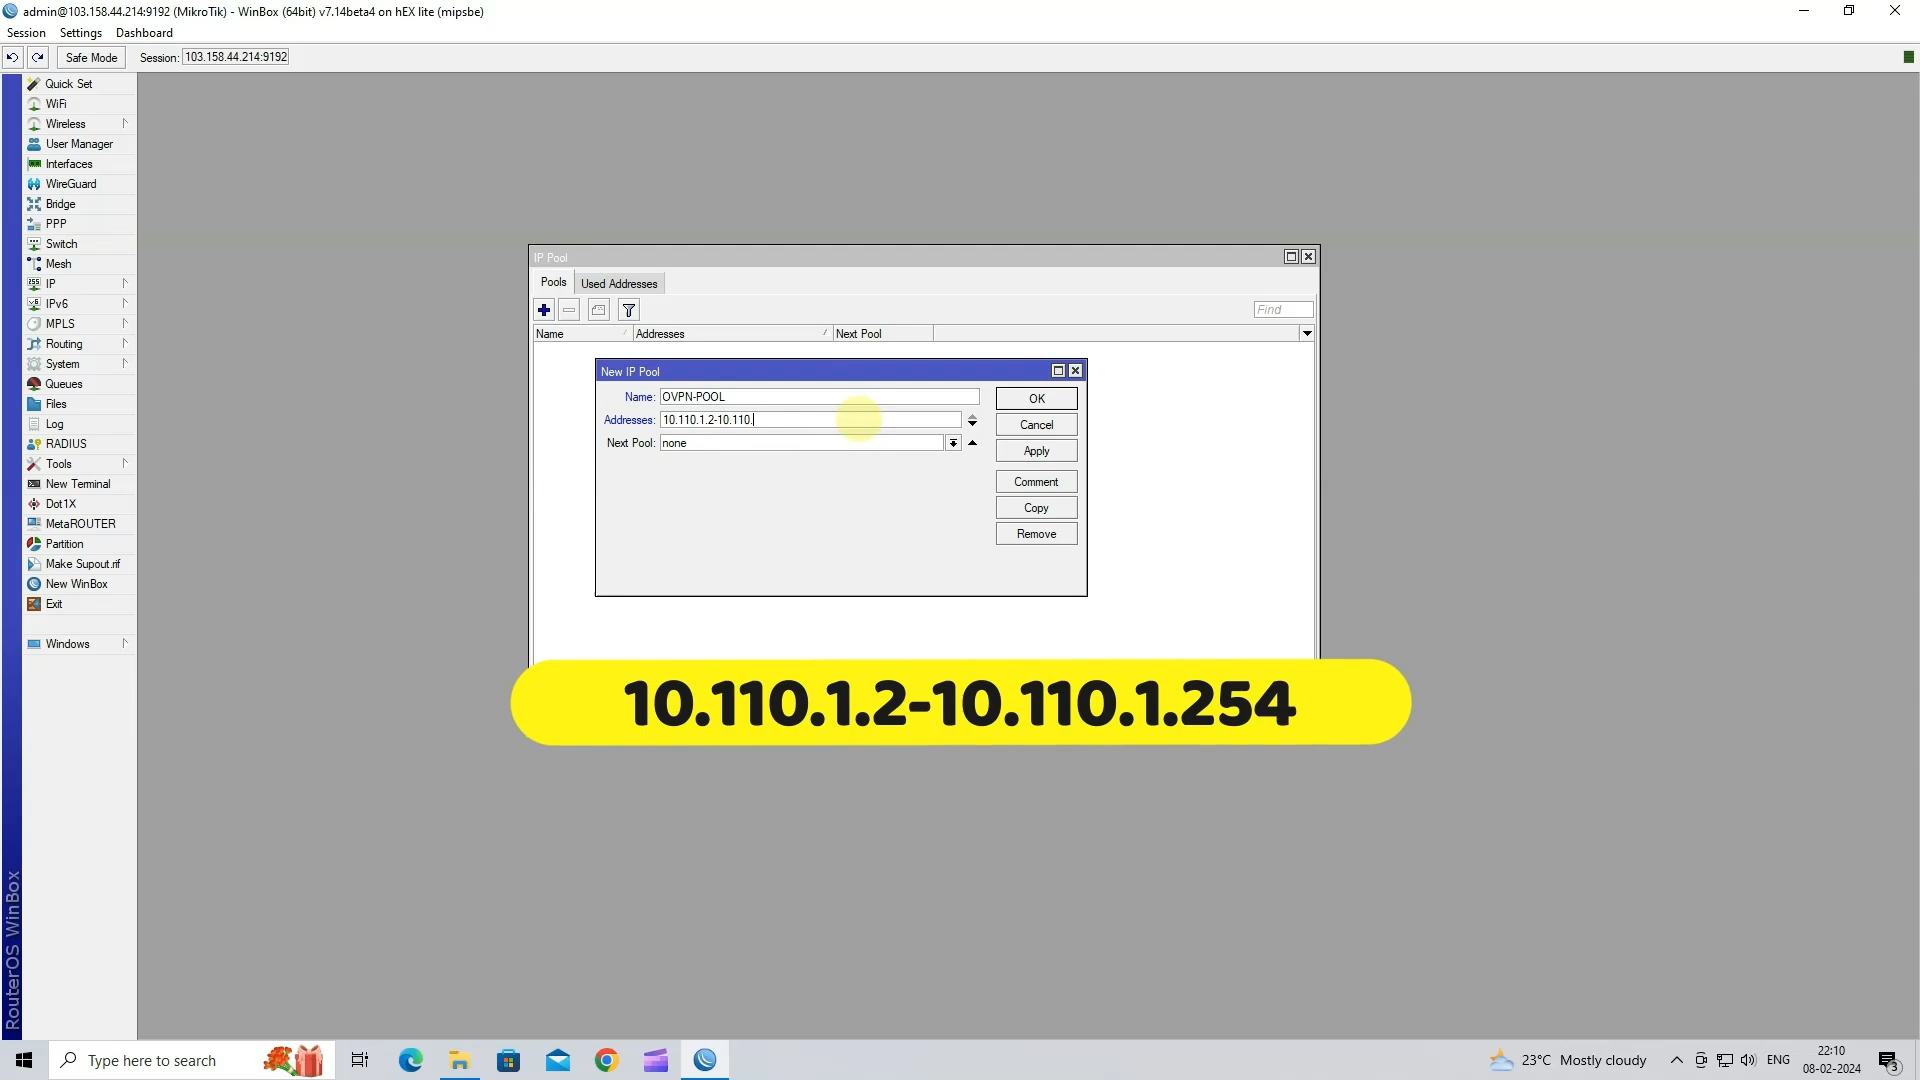 admin@103.158.44.214:9192 (MikroTik) - WinBox (64bit) v7.14beta4 on hEX lite (mipsbe)
Session Settings Dashboard
Safe Mode Session: 103.158.44.214:9192
Quick Set
WiFi
Wireless
User Manager
Interfaces
WireGuard
Bridge
PPP
Switch
Mesh
IP
IPv6
MPLS
Routing
System
Queues
Files
Log
RADIUS
Tools
New Terminal
Dot1X
MetaROUTER
Partition
Make Supout.rif
New WinBox
Exit
Windows
RouterOS WinBox
IP Pool
Pools Used Addresses
Find
Name Addresses Next Pool
New IP Pool
Name: OVPN-POOL
Addresses: 10.110.1.2-10.110.
Next Pool: none
OK
Cancel
Apply
Comment
Copy
Remove
10.110.1.2-10.110.1.254
Type here to search
23°C Mostly cloudy
ENG
22:10
08-02-2024
3